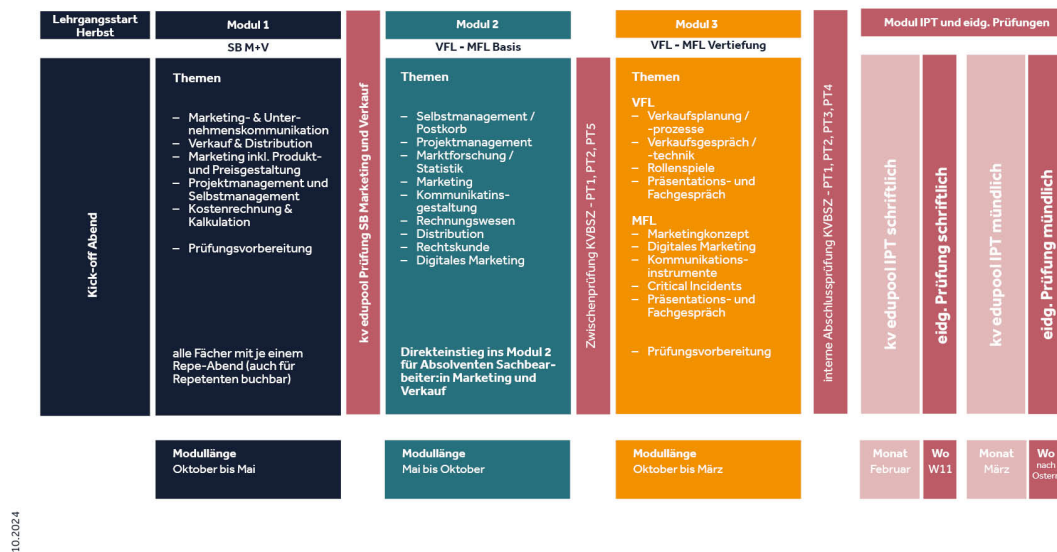 Lehrgangsstart
Herbst
Kick-off Abend
Modul 1
SB M+V
Themen
– Marketing- & Unter-
nehmenskommunikation
– Verkauf & Distribution
– Marketing inkl. Produkt-
und Preisgestaltung
– Projektmanagement und
Selbstmanagement
– Kostenrechnung &
Kalkulation
– Prüfungsvorbereitung
alle Fächer mit je einem
Repe-Abend (auch für
Repetenten buchbar)
Modullänge
Oktober bis Mai
kv edupool Prüfung SB Marketing und Verkauf
Modul 2
VFL - MFL Basis
Themen
– Selbstmanagement /
Postkorb
– Projektmanagement
– Marktforschung /
Statistik
– Marketing
– Kommunikatins-
gestaltung
– Rechnungswesen
– Distribution
– Rechtskunde
– Digitales Marketing
Direkteinstieg ins Modul 2
für Absolventen Sachbear-
beiter:in Marketing und
Verkauf
Modullänge
Mai bis Oktober
Zwischenprüfung KVBSZ - PT1, PT2, PT5
Modul 3
VFL - MFL Vertiefung
Themen
VFL
– Verkaufsplanung /
-prozesse
– Verkaufsgespräch /
-technik
– Rollenspiele
– Präsentations- und
Fachgespräch
MFL
– Marketingkonzept
– Digitales Marketing
– Kommunikations-
instrumente
– Critical Incidents
– Präsentations- und
Fachgespräch
– Prüfungsvorbereitung
Modullänge
Oktober bis März
interne Abschlussprüfung KVBSZ - PT1, PT2, PT3, PT4
Modul IPT und eidg. Prüfungen
kv edupool IPT schriftlich
eidg. Prüfung schriftlich
kv edupool IPT mündlich
eidg. Prüfung mündlich
Monat
Februar
Wo
W11
Monat
März
Wo
nach
Ostern
10.2024